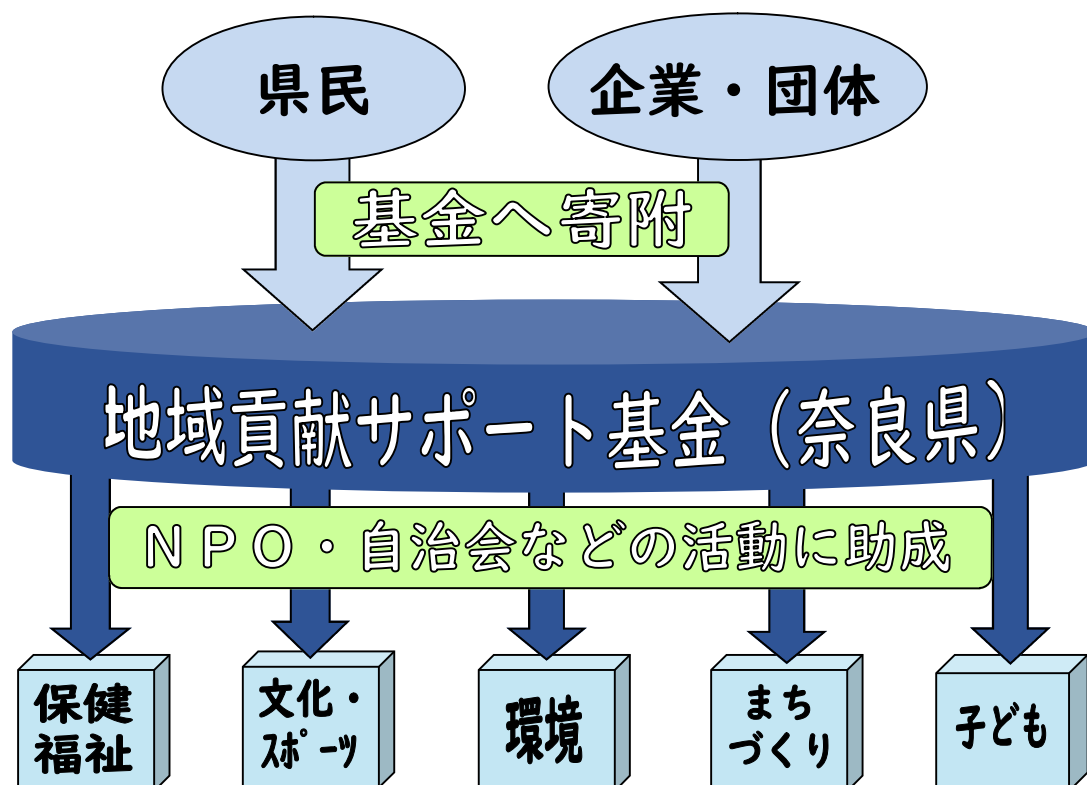 県民
企業・団体
基金へ寄附
地域貢献サポート基金（奈良県）
ＮＰＯ・自治会などの活動に助成
保健
福祉
文化・
ｽﾎﾟｰﾂ
環境
まち
づくり
子ども